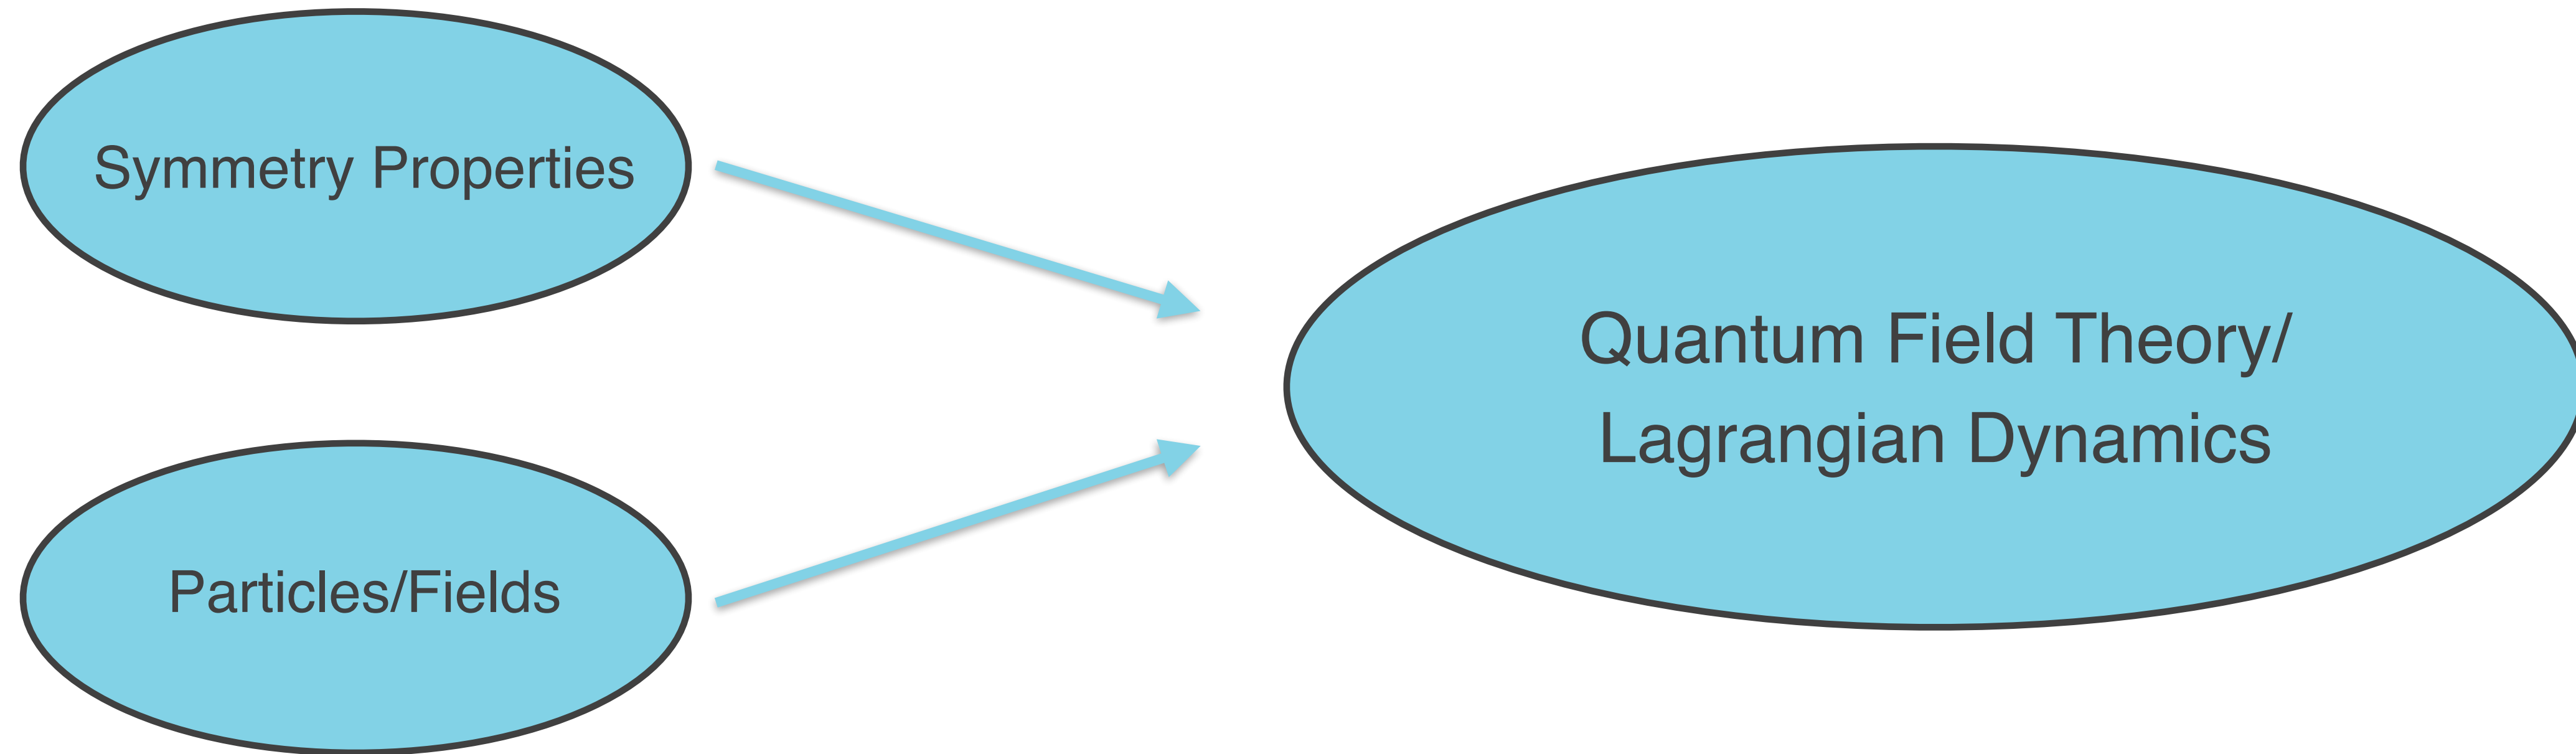 Symmetry Properties
Particles/Fields
Quantum Field Theory/
Lagrangian Dynamics